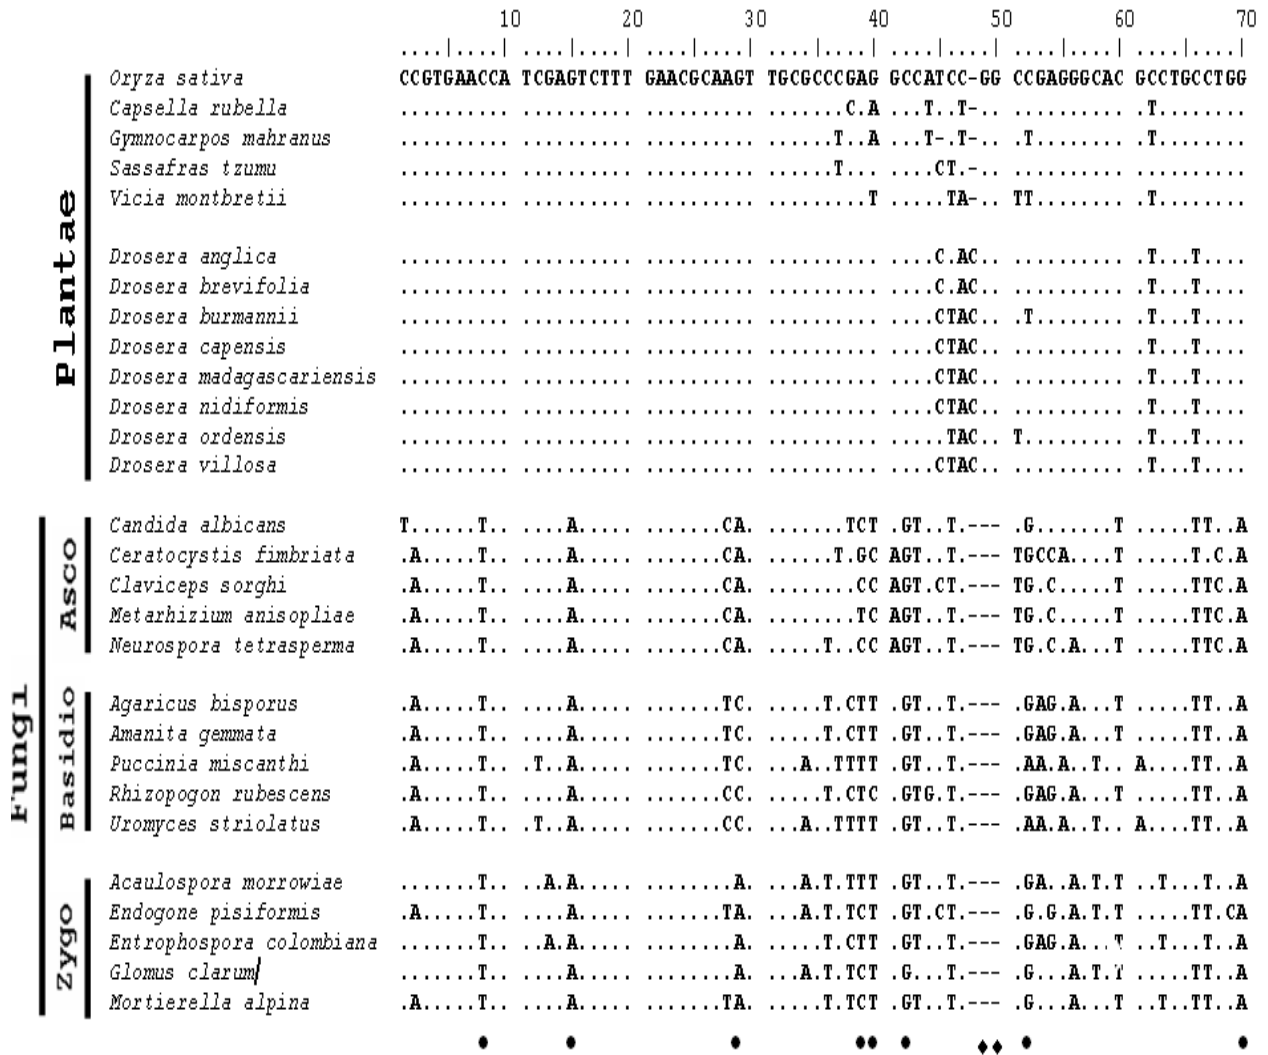 10 20 30 40 50 60 70
Plantae
Oryza sativa CCGTGAACCA TCGAGTCTTT GAACGCAAGT TGCGCCCGAG GCCATCC-GG CCGAGGGCAC GCCTGCCTGG
Capsella rubella .......... .......... .......... .......C.A ...T..T-.. .......... .T........
Gymnocarpos mahranus .......... .......... .......... ......T..A ...T-.T-.. .T........ .T........
Sassafras tzumu .......... .......... .......... ......T... ....CT.-.. .......... ..........
Vicia montbretii .......... .......... .......... .........T .....TA-.. TT........ .T........
Drosera anglica .......... .......... .......... .......... ....C.AC.. .......... .T...T....
Drosera brevifolia .......... .......... .......... .......... ....C.AC.. .......... .T...T....
Drosera burmannii .......... .......... .......... .......... ....CTAC.. .T........ .T...T....
Drosera capensis .......... .......... .......... .......... ....CTAC.. .......... .T...T....
Drosera madagascariensis .......... .......... .......... .......... ....CTAC.. .......... .T...T....
Drosera nidiformis .......... .......... .......... .......... ....CTAC.. .......... .T...T....
Drosera ordensis .......... .......... .......... .......... .....TAC.. T......... .T...T....
Drosera villosa .......... .......... .......... .......... ....CTAC.. .......... .T...T....
Fungi
Asco
Candida albicans T......T.. ....A..... .......CA. .......TCT .GT..T.--- .G.......T .....TT..A
Ceratocystis fimbriata .A.....T.. ....A..... .......CA. ......T.GC AGT..T.--- TGCCA....T .....T.C.A
Claviceps sorghi .A.....T.. ....A..... .......CA. ........CC AGT.CT.--- TG.C.....T .....TTC.A
Metarhizium anisopliae .A.....T.. ....A..... .......CA. ........TC AGT..T.--- TG.C.....T .....TTC.A
Neurospora tetrasperma .A.....T.. ....A..... .......CA. .....T..CC AGT..T.--- TG.C.A...T .....TTC.A
Basidio
Agaricus bisporus .A.....T.. ....A..... .......TC. .....T.CTT .GT..T.--- .GAG.A...T .....TT..A
Amanita gemmata .A.....T.. ....A..... .......TC. .....T.CTT .GT..T.--- .GAG.A...T .....TT..A
Puccinia miscanthi .A.....T.. .T..A..... .......TC. ...A..TTTT .GT..T.--- .AA.A..T.. A....TT..A
Rhizopogon rubescens .A.....T.. ....A..... .......CC. .....T.CTC .GTG.T.--- .GAG.A...T .....TT..A
Uromyces striolatus .A.....T.. .T..A..... .......CC. ...A..TTTT .GT..T.--- .AA.A..T.. A....TT..A
Zygo
Acaulospora morrowiae .......T.. ..A.A..... ........A. ...A.T.TTT .GT..T.--- .GA..A.T.T ..T...T..A
Endogone pisiformis .A.....T.. ....A..... .......TA. ...A.T.TCT .GT.CT.--- .G.G.A.T.T .....TT.CA
Entrophospora colombiana .......T.. ..A.A..... ........A. .....T.CTT .GT..T.--- .GAG.A...T ..T...T..A
Glomus clarum .......T.. ....A..... ........A. ...A.T.TCT .G...T.--- .G...A.T.T .....TT..A
Mortierella alpina .A.....T.. ....A..... .......TA. .....T.TCT .GT..T.--- .G...A...T ..T..TT..A